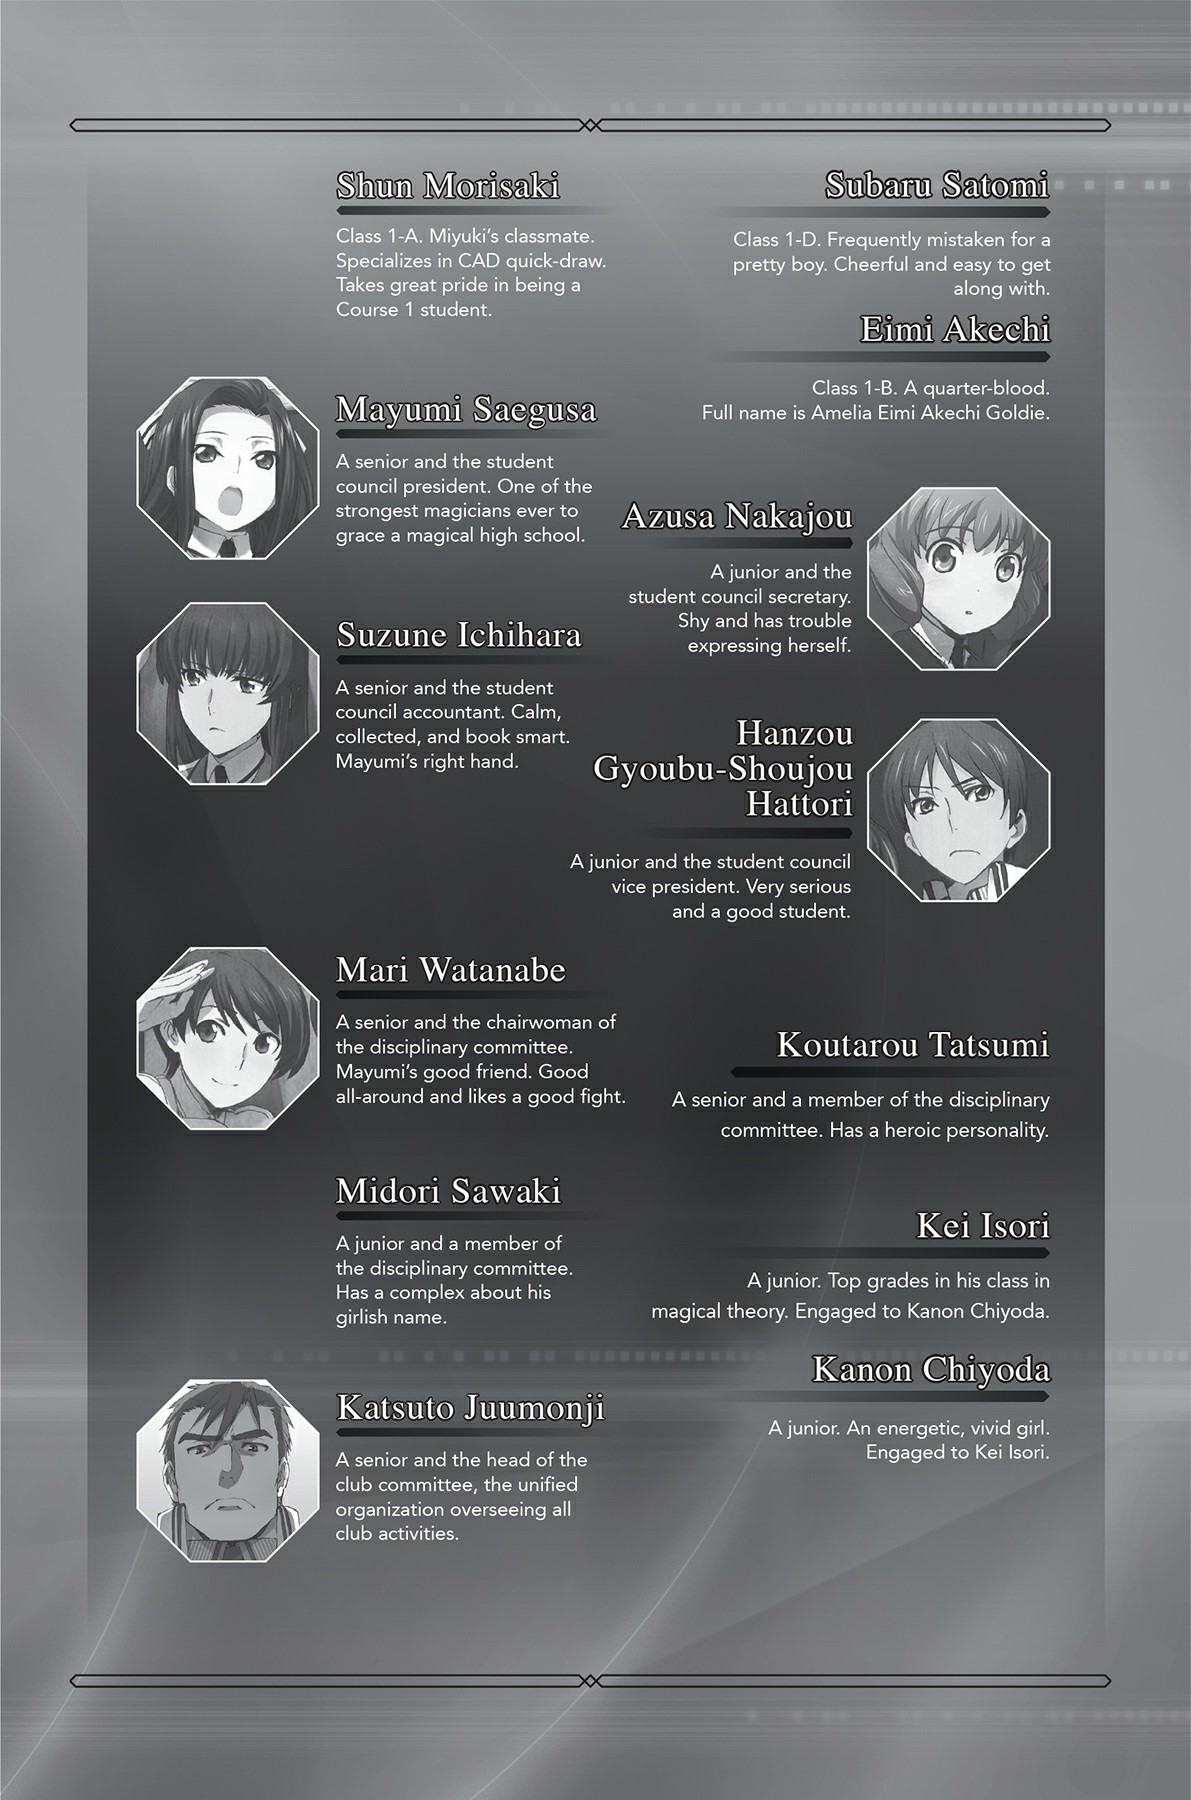 Shun Morisaki
Class 1-A. Miyuki’s classmate.
Specializes in CAD quick-draw.
Takes great pride in being a
Course 1 student.
Mayumi Saegusa
A senior and the student
council president. One of the
strongest magicians ever to
grace a magical high school.
Suzune Ichihara
A senior and the student
council accountant. Calm,
collected, and book smart.
Mayumi’s right hand.
Mari Watanabe
A senior and the chairwoman of
the disciplinary committee.
Mayumi’s good friend. Good
all-around and likes a good fight.
Midori Sawaki
A junior and a member of
the disciplinary committee.
Has a complex about his
girlish name.
Katsuto Juumonji
A senior and the head of the
club committee, the unified
organization overseeing all
club activities.
Subaru Satomi
Class 1-D. Frequently mistaken for a
pretty boy. Cheerful and easy to get
along with.
Eimi Akechi
Class 1-B. A quarter-blood.
Full name is Amelia Eimi Akechi Goldie.
Azusa Nakajou
A junior and the
student council secretary.
Shy and has trouble
expressing herself.
Hanzou
Gyoubu-Shoujou
Hattori
A junior and the student council
vice president. Very serious
and a good student.
Koutarou Tatsumi
A senior and a member of the disciplinary
committee. Has a heroic personality.
Kei Isori
A junior. Top grades in his class in
magical theory. Engaged to Kanon Chiyoda.
Kanon Chiyoda
A junior. An energetic, vivid girl.
Engaged to Kei Isori.